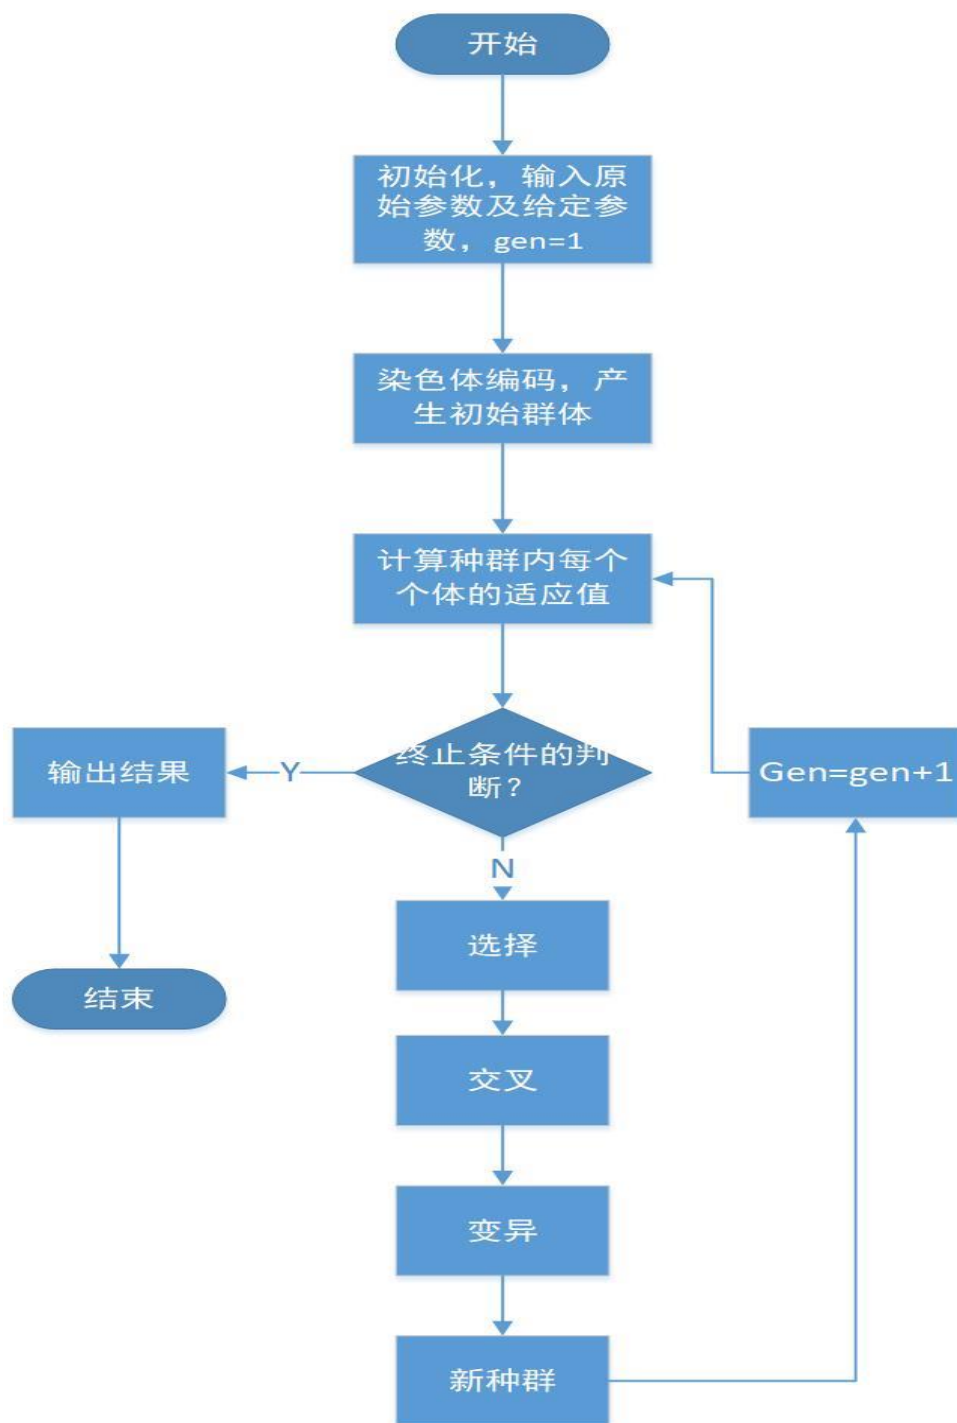 开始
初始化，输入原
始参数及给定参
数，gen=1
染色体编码，产
生初始群体
计算种群内每个
个体的适应值
终止条件的判
断？
Y
输出结果
结束
N
选择
交叉
变异
新种群
Gen=gen+1